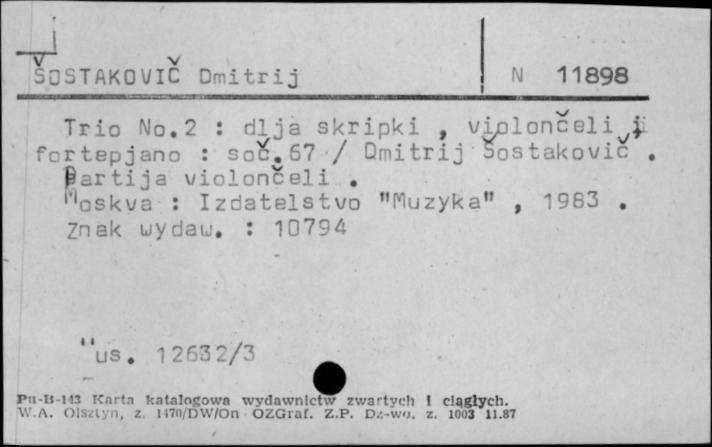 ŠOSTAKOVIČ Dmitrij N 11898
Trio No.2 : dlja skripki , violončeli, i
fortepjano : soč.67 / Dmitrij Šostakovič .
Partija violončeli .
Moskva : Izdatelstvo "Muzyka" , 1983 .
Znak wydaw. : 10794
"us. 12632/3
Pu-B-143 Karta katalogowa wydawnictw zwartych i ciągłych.
W.A. Olsztyn, z. 1470/DW/On OZGraf. Z.P. Dz-wo. z. 1003 11.87